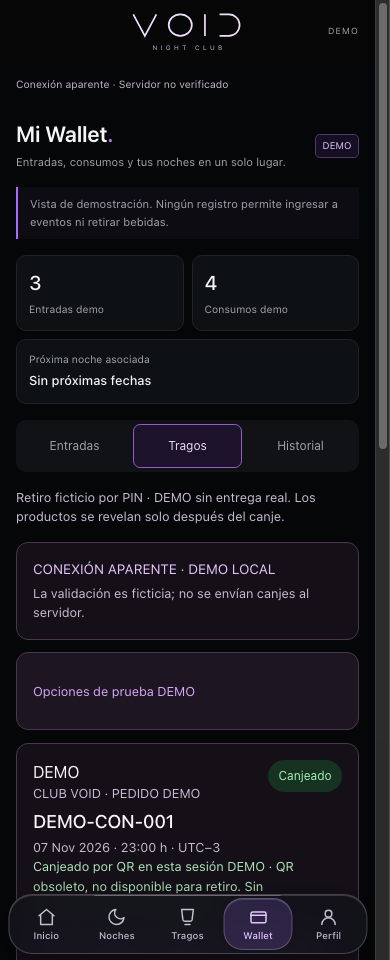 VOID
NIGHT CLUB
DEMO
Conexión aparente · Servidor no verificado
Mi Wallet.
Entradas, consumos y tus noches en un solo lugar.
DEMO
Vista de demostración. Ningún registro permite ingresar a
eventos ni retirar bebidas.
3
Entradas demo
4
Consumos demo
Próxima noche asociada
Sin próximas fechas
Entradas
Tragos
Historial
Retiro ficticio por PIN · DEMO sin entrega real. Los
productos se revelan solo después del canje.
CONEXIÓN APARENTE · DEMO LOCAL
La validación es ficticia; no se envían canjes al
servidor.
Opciones de prueba DEMO
DEMO
Canjeado
CLUB VOID · PEDIDO DEMO
DEMO-CON-001
07 Nov 2026 · 23:00 h · UTC−3
Canjeado por QR en esta sesión DEMO · QR
obsoleto, no disponible para retiro. Sin
Inicio
Noches
Tragos
Wallet
Perfil